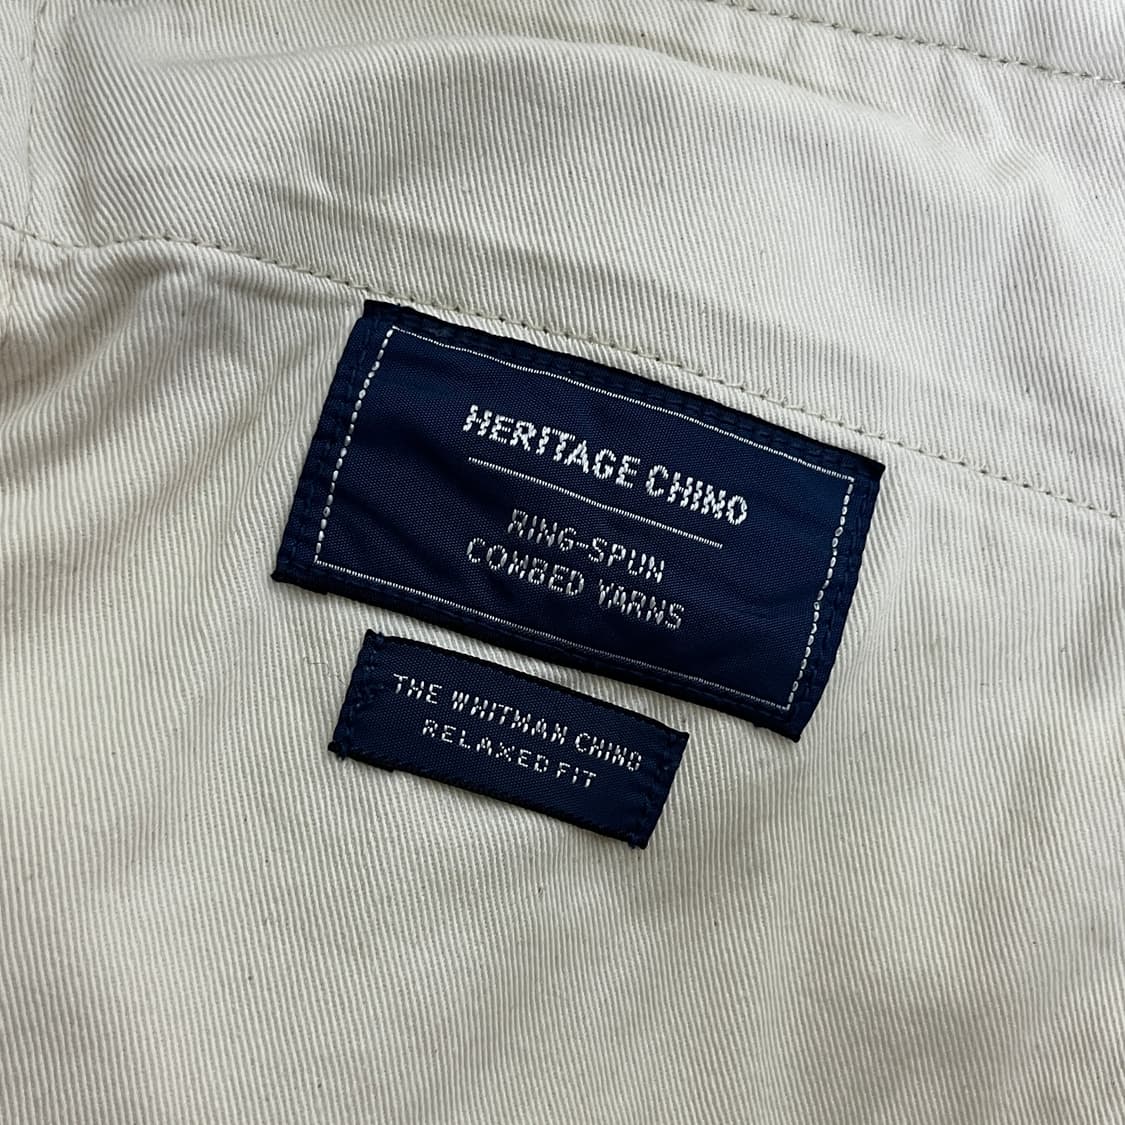 HERITAGE CHINO
RING-SPUN
COMBED YARNS
THE WHITMAN CHINO
RELAXED FIT